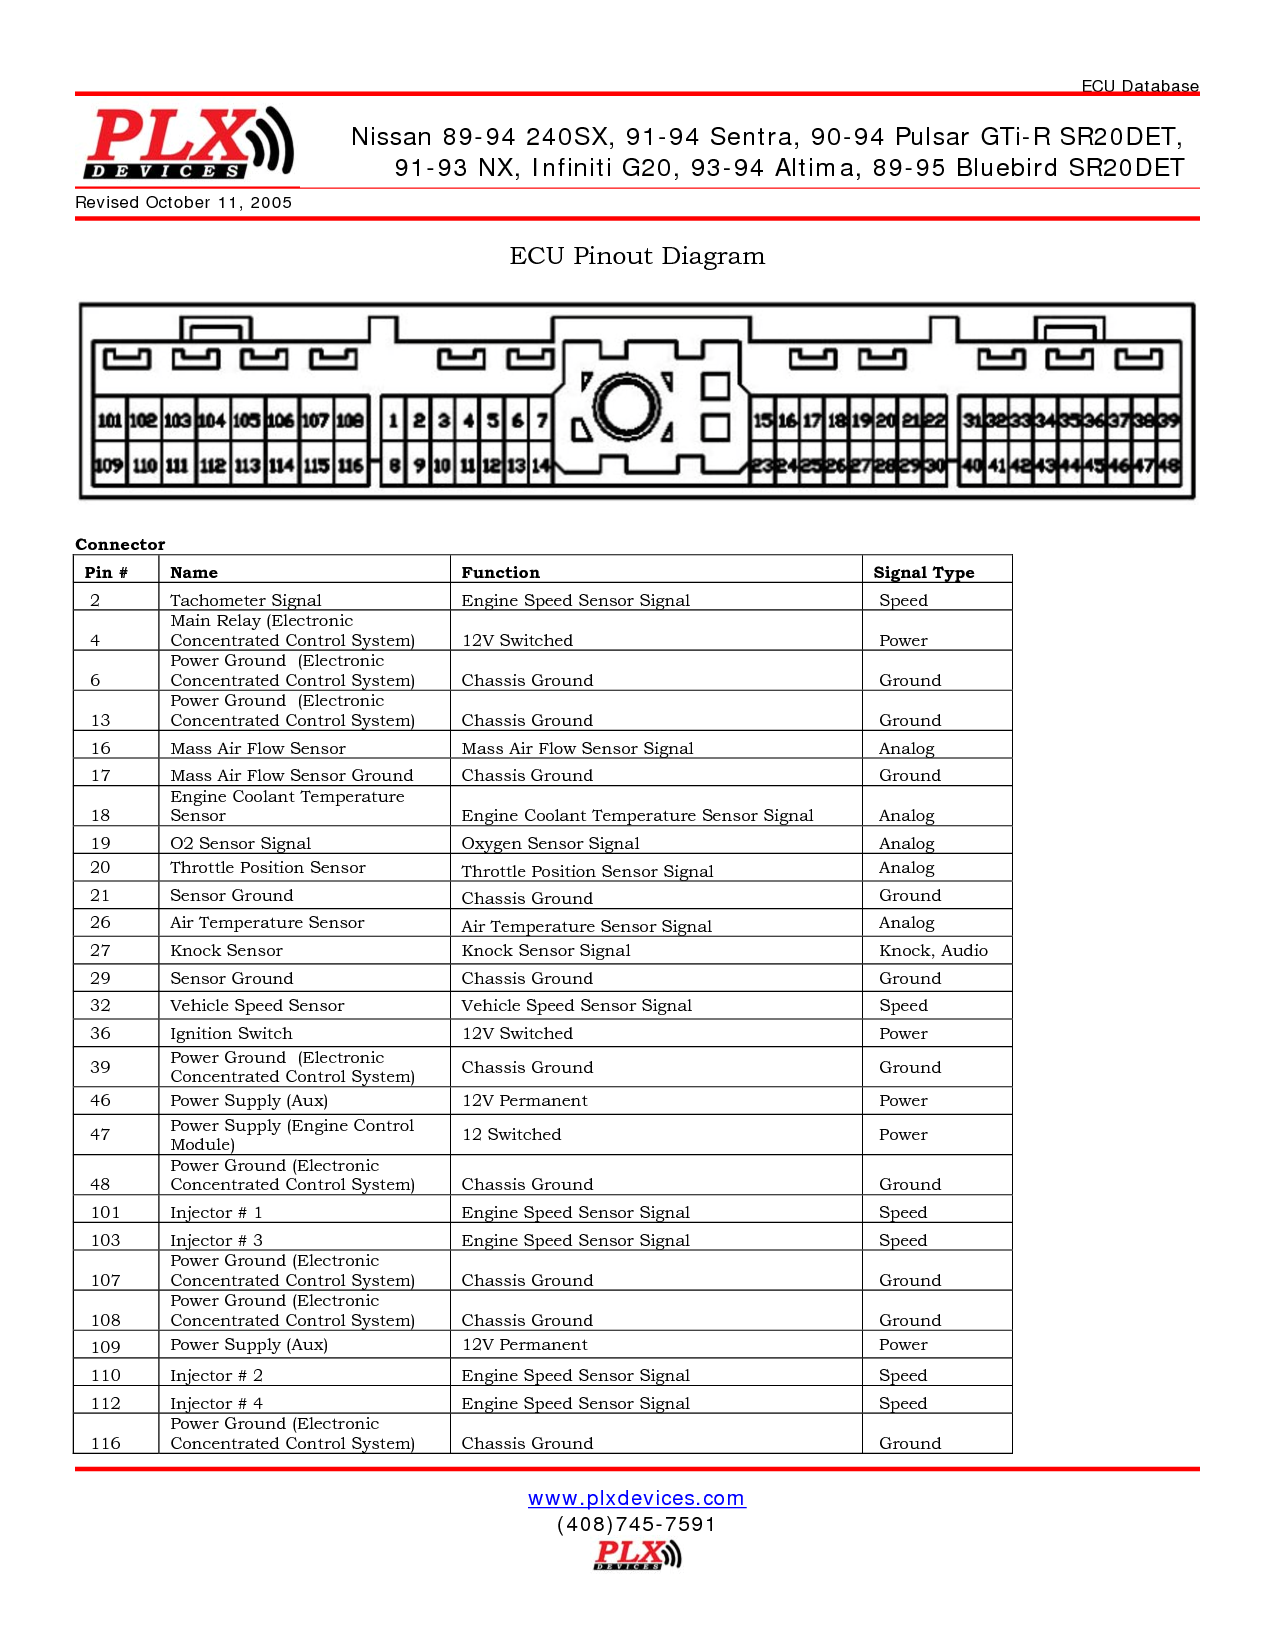 ECU Database
PLX
DEVICES
Nissan 89-94 240SX, 91-94 Sentra, 90-94 Pulsar GTi-R SR20DET,
91-93 NX, Infiniti G20, 93-94 Altima, 89-95 Bluebird SR20DET
Revised October 11, 2005
ECU Pinout Diagram
101 102 103 104 105 106 107 108 1 2 3 4 5 6 7 15 16 17 18 19 20 21 22 31 32 33 34 35 36 37 38 39
109 110 111 112 113 114 115 116 8 9 10 11 12 13 14 23 24 25 26 27 28 29 30 40 41 42 43 44 45 46 47 48
Connector
Pin # Name Function Signal Type
2 Tachometer Signal Engine Speed Sensor Signal Speed
Main Relay (Electronic
4 Concentrated Control System) 12V Switched Power
Power Ground (Electronic
6 Concentrated Control System) Chassis Ground Ground
Power Ground (Electronic
13 Concentrated Control System) Chassis Ground Ground
16 Mass Air Flow Sensor Mass Air Flow Sensor Signal Analog
17 Mass Air Flow Sensor Ground Chassis Ground Ground
Engine Coolant Temperature
18 Sensor Engine Coolant Temperature Sensor Signal Analog
19 O2 Sensor Signal Oxygen Sensor Signal Analog
20 Throttle Position Sensor Throttle Position Sensor Signal Analog
21 Sensor Ground Chassis Ground Ground
26 Air Temperature Sensor Air Temperature Sensor Signal Analog
27 Knock Sensor Knock Sensor Signal Knock, Audio
29 Sensor Ground Chassis Ground Ground
32 Vehicle Speed Sensor Vehicle Speed Sensor Signal Speed
36 Ignition Switch 12V Switched Power
Power Ground (Electronic
39 Concentrated Control System) Chassis Ground Ground
46 Power Supply (Aux) 12V Permanent Power
Power Supply (Engine Control
47 Module) 12 Switched Power
Power Ground (Electronic
48 Concentrated Control System) Chassis Ground Ground
101 Injector # 1 Engine Speed Sensor Signal Speed
103 Injector # 3 Engine Speed Sensor Signal Speed
Power Ground (Electronic
107 Concentrated Control System) Chassis Ground Ground
Power Ground (Electronic
108 Concentrated Control System) Chassis Ground Ground
109 Power Supply (Aux) 12V Permanent Power
110 Injector # 2 Engine Speed Sensor Signal Speed
112 Injector # 4 Engine Speed Sensor Signal Speed
Power Ground (Electronic
116 Concentrated Control System) Chassis Ground Ground
www.plxdevices.com
(408)745-7591
PLX
DEVICES